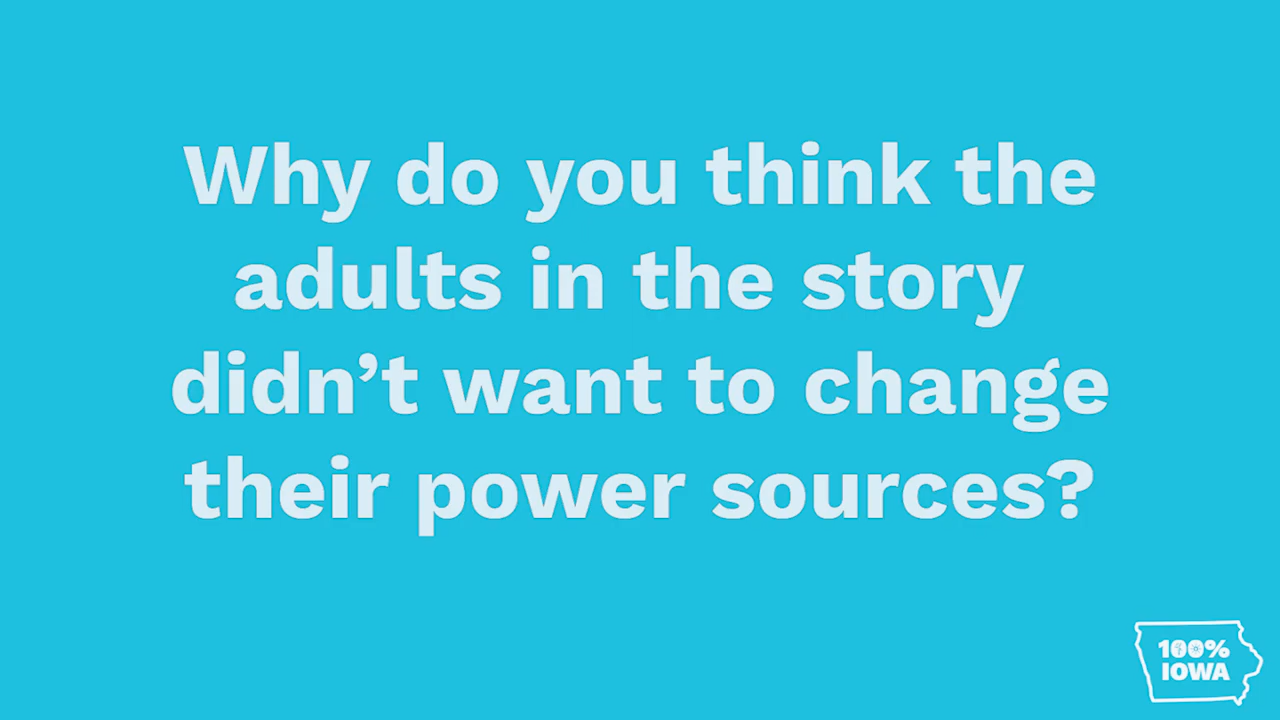 Why do you think the
adults in the story
didn’t want to change
their power sources?
100%
IOWA